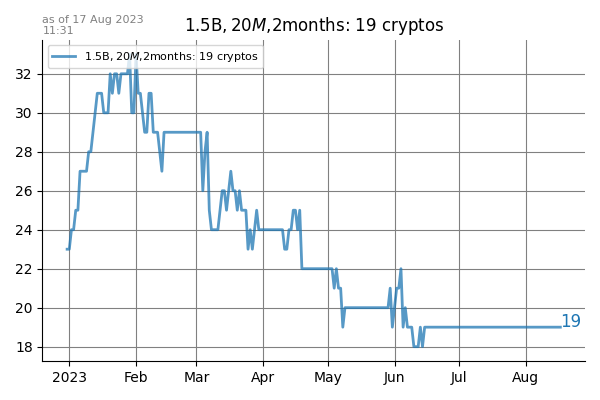 as of 17 Aug 2023
11:31
1.5B, 20M,2months: 19 cryptos
1.5B, 20M,2months: 19 cryptos
32
30
28
26
24
22
20
18
19
2023 Feb Mar Apr May Jun Jul Aug